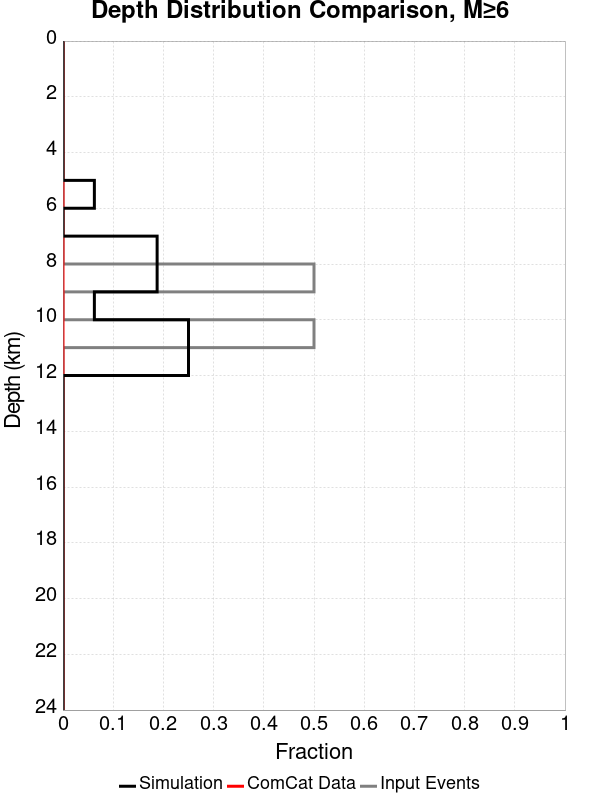 Depth Distribution Comparison, M≥6
0
2
4
6
8
10
12
14
16
18
20
22
24
Depth (km)
0 0.1 0.2 0.3 0.4 0.5 0.6 0.7 0.8 0.9 1
Fraction
Simulation ComCat Data Input Events